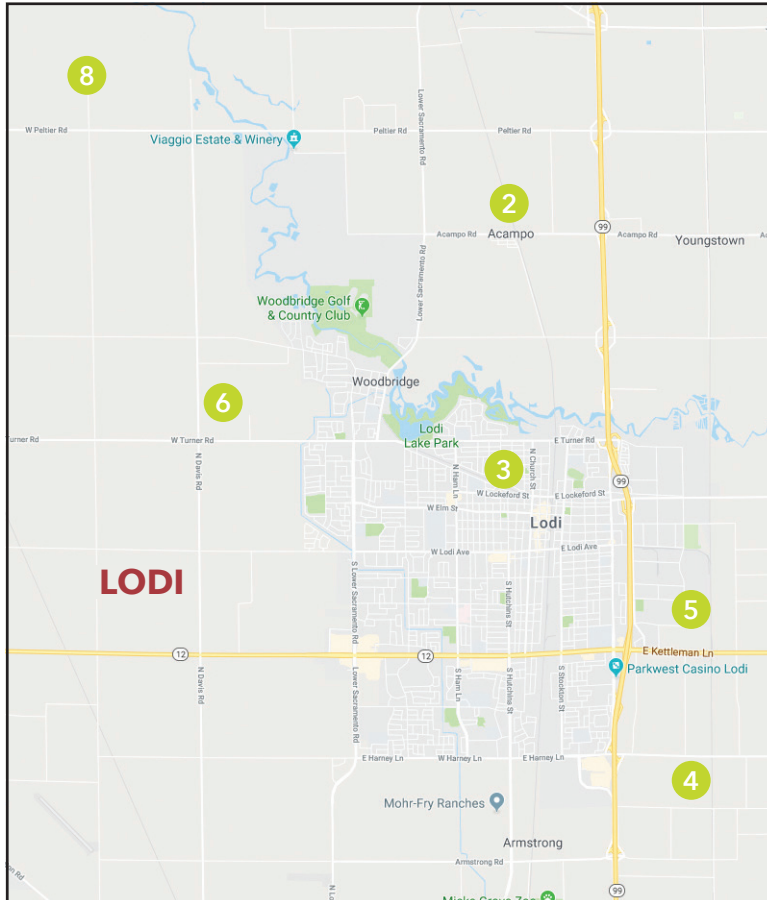 8
W Peltier Rd
Peltier Rd
Peltier Rd
Viaggio Estate & Winery
Lower Sacramento Rd
2
Acampo Rd
Acampo
99
Acampo Rd
Youngstown
Lower Sacramento Rd
Woodbridge Golf
& Country Club
Woodbridge
6
Lodi
Lake Park
Turner Rd
W Turner Rd
E Turner Rd
N Davis Rd
3
N Ham Ln
N Church St
99
W Lockeford St
E Lockeford St
W Elm St
Lodi
W Lodi Ave
E Lodi Ave
LODI
S Lower Sacramento Rd
S Hutchins St
5
12
12
E Kettleman Ln
Parkwest Casino Lodi
N Davis Rd
Lower Sacramento Rd
S Ham Ln
S Hutchins St
S Stockton St
E Harney Ln
W Harney Ln
E Harney Ln
4
Mohr-Fry Ranches
Armstrong
Armstrong Rd
99